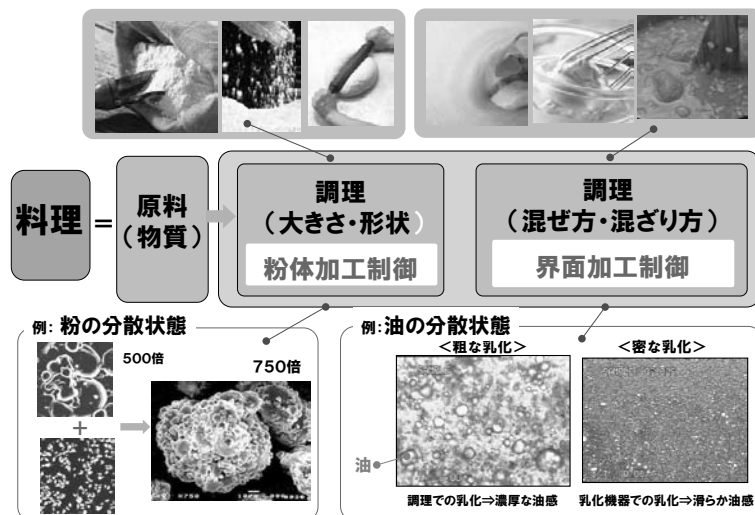 料理
=
原料
(物質)
調理
(大きさ・形状)
粉体加工制御
調理
(混ぜ方・混ざり方)
界面加工制御
例: 粉の分散状態
500倍
+
750倍
例:油の分散状態
<粗な乳化>
<密な乳化>
油
調理での乳化⇒濃厚な油感
乳化機器での乳化⇒滑らか油感